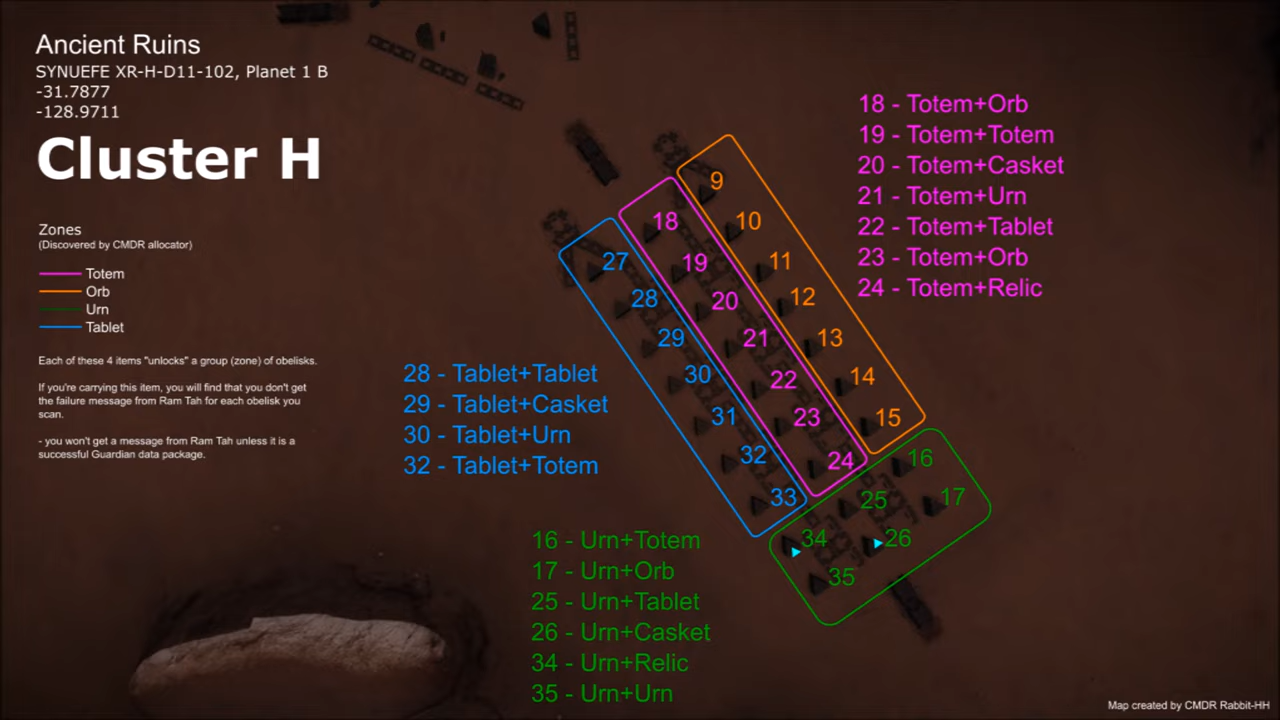 Ancient Ruins
SYNUEFE XR-H-D11-102, Planet 1 B
-31.7877
-128.9711
Cluster H
Zones
(Discovered by CMDR allocator)
Totem
Orb
Urn
Tablet
Each of these 4 items "unlocks" a group (zone) of obelisks.
If you're carrying this item, you will find that you don't get
the failure message from Ram Tah for each obelisk you
scan.
- you won't get a message from Ram Tah unless it is a
successful Guardian data package.
18 - Totem+Orb
19 - Totem+Totem
20 - Totem+Casket
21 - Totem+Urn
22 - Totem+Tablet
23 - Totem+Orb
24 - Totem+Relic
9
10
11
12
13
14
15
18
19
20
21
22
23
24
27
28
29
30
31
32
33
16
17
25
26
34
35
28 - Tablet+Tablet
29 - Tablet+Casket
30 - Tablet+Urn
32 - Tablet+Totem
16 - Urn+Totem
17 - Urn+Orb
25 - Urn+Tablet
26 - Urn+Casket
34 - Urn+Relic
35 - Urn+Urn
Map created by CMDR Rabbit-HH